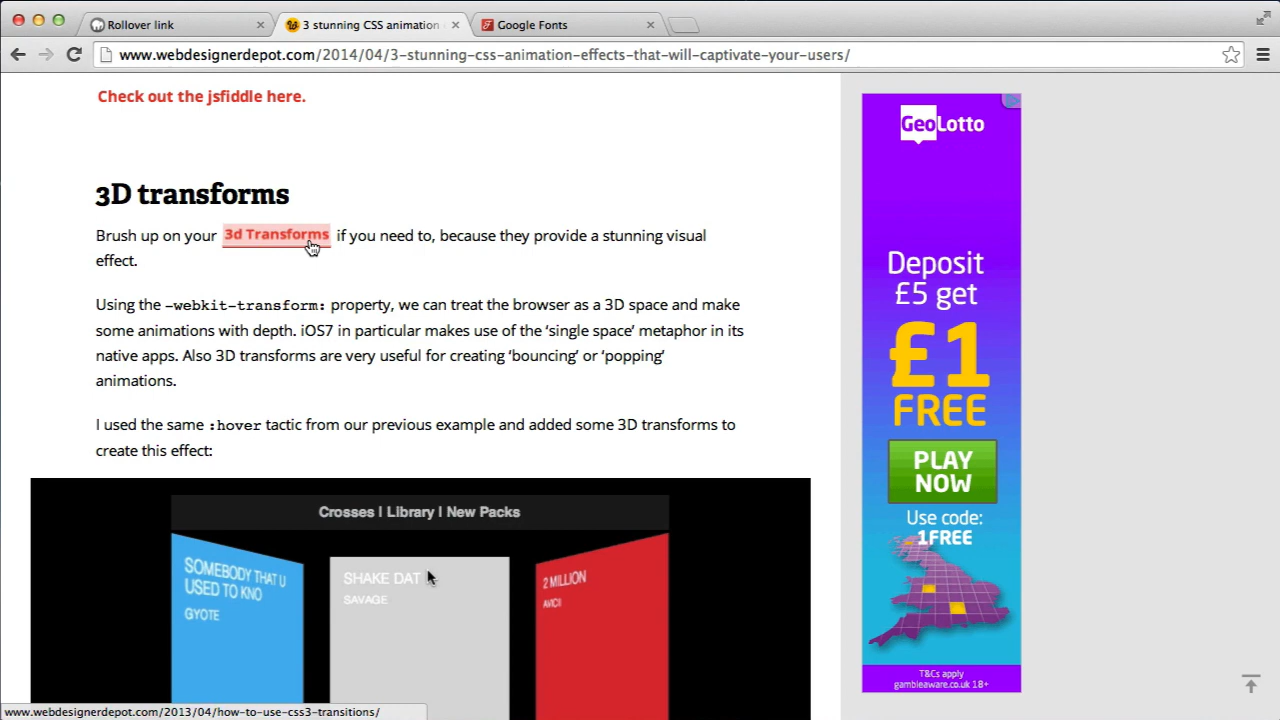 Rollover link
3 stunning CSS animation
Google Fonts
www.webdesignerdepot.com/2014/04/3-stunning-css-animation-effects-that-will-captivate-your-users/
Check out the jsfiddle here.
3D transforms
Brush up on your 3d Transforms if you need to, because they provide a stunning visual
effect.
Using the -webkit-transform: property, we can treat the browser as a 3D space and make
some animations with depth. iOS7 in particular makes use of the ‘single space’ metaphor in its
native apps. Also 3D transforms are very useful for creating ‘bouncing’ or ‘popping’
animations.
I used the same :hover tactic from our previous example and added some 3D transforms to
create this effect:
Crosses | Library | New Packs
SOMEBODY THAT U
USED TO KNO
GYOTE
SHAKE DAT
SAVAGE
2 MILLION
AVICII
GeoLotto
Deposit
£5 get
£1
FREE
PLAY
NOW
Use code:
1FREE
T&Cs apply
gambleaware.co.uk 18+
www.webdesignerdepot.com/2013/04/how-to-use-css3-transitions/